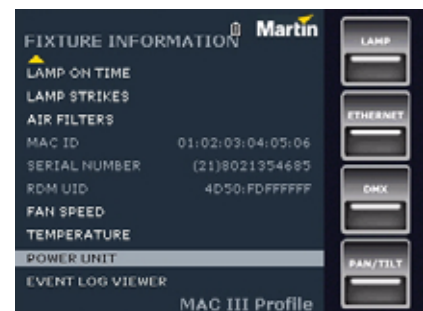 Martin
FIXTURE INFORMATION
LAMP ON TIME
LAMP STRIKES
AIR FILTERS
MAC ID 01:02:03:04:05:06
SERIAL NUMBER (21)8021354685
RDM UID 4D50:FDFFFFFF
FAN SPEED
TEMPERATURE
POWER UNIT
EVENT LOG VIEWER
MAC III Profile
LAMP
ETHERNET
DMX
PAN/TILT